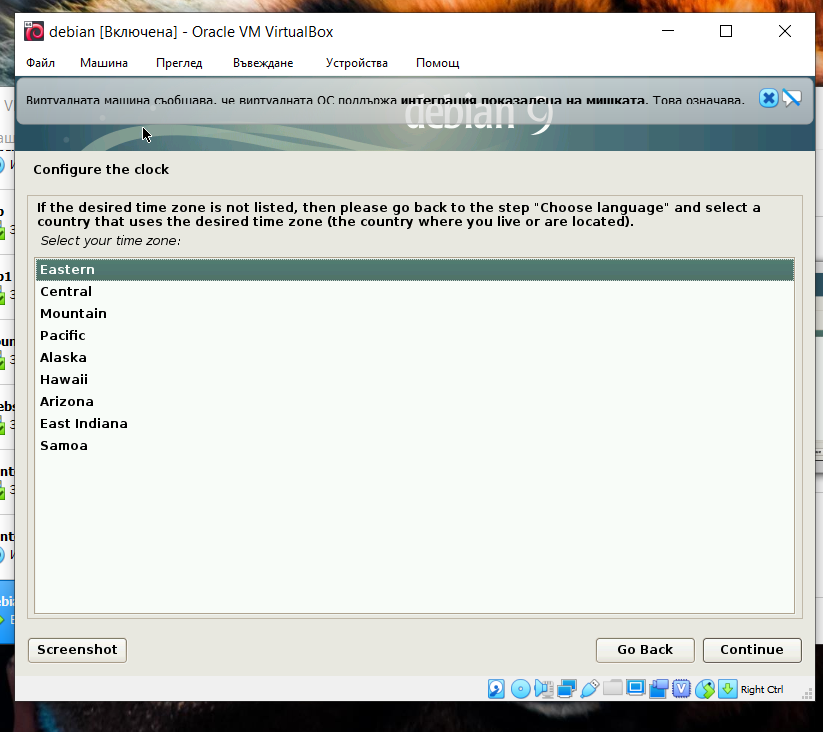 debian [Включена] - Oracle VM VirtualBox
Файл Машина Преглед Въвеждане Устройства Помощ
Виртуалната машина съобщава, че виртуалната ОС поддържа интеграция показалеца на мишката. Това означава,
debian 9
Configure the clock
If the desired time zone is not listed, then please go back to the step "Choose language" and select a
country that uses the desired time zone (the country where you live or are located).
Select your time zone:
Eastern
Central
Mountain
Pacific
Alaska
Hawaii
Arizona
East Indiana
Samoa
Screenshot Go Back Continue
Right Ctrl